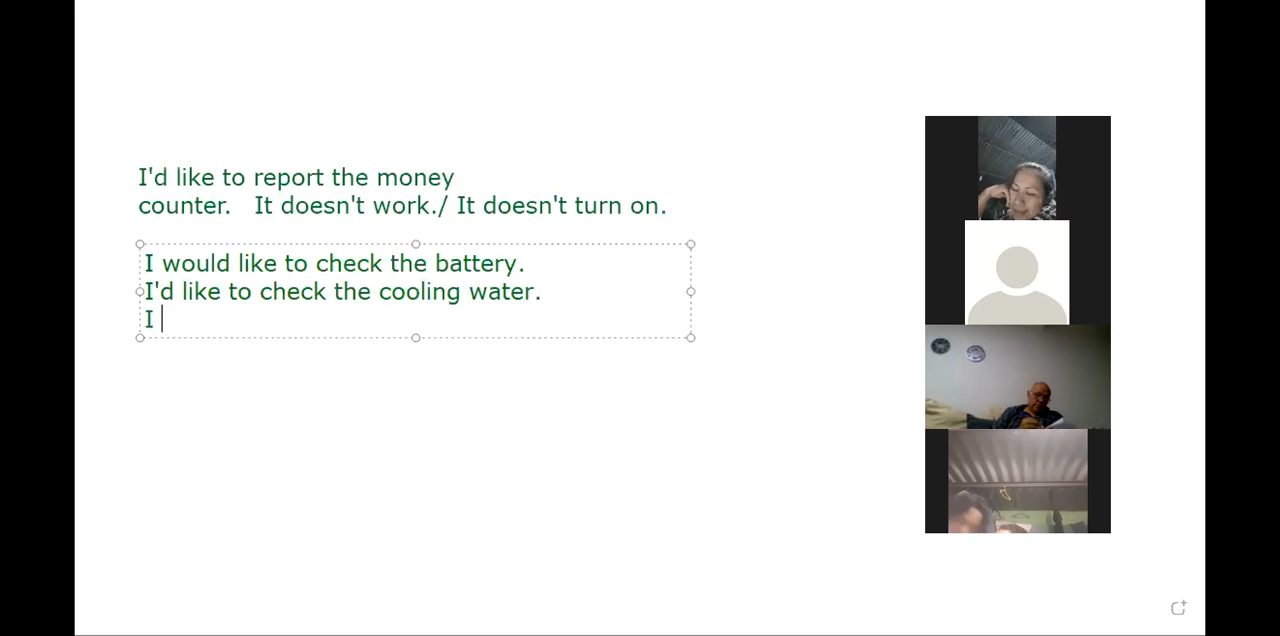 I'd like to report the money
counter.   It doesn't work./ It doesn't turn on.
I would like to check the battery.
I'd like to check the cooling water.
I